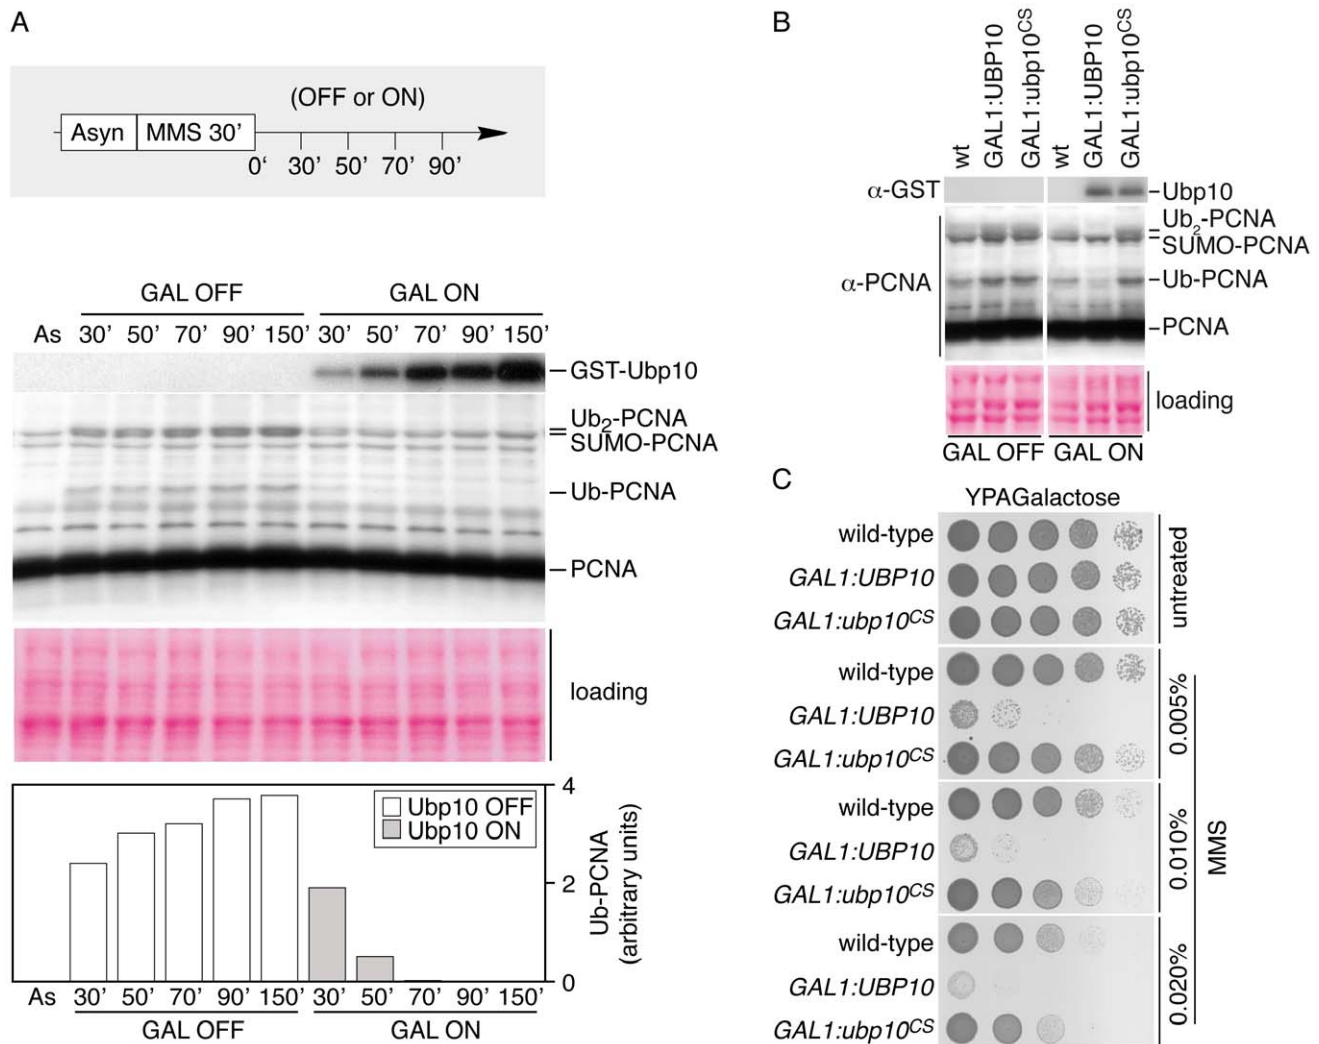 A
(OFF or ON)
Asyn MMS 30’
0‘ 30’ 50’ 70’ 90’
GAL OFF GAL ON
As 30’ 50’ 70’ 90’ 150’ 30’ 50’ 70’ 90’ 150’
GST-Ubp10
Ub2-PCNA
SUMO-PCNA
Ub-PCNA
PCNA
loading
Ubp10 OFF
Ubp10 ON
4
2
0
Ub-PCNA
(arbitrary units)
As 30’ 50’ 70’ 90’ 150’ 30’ 50’ 70’ 90’ 150’
GAL OFF GAL ON
B
wt GAL1:UBP10 GAL1:ubp10CS wt GAL1:UBP10 GAL1:ubp10CS
α-GST Ubp10
Ub2-PCNA
SUMO-PCNA
α-PCNA Ub-PCNA
PCNA
loading
GAL OFF GAL ON
C
YPAGalactose
wild-type
GAL1:UBP10
GAL1:ubp10CS
untreated
wild-type
GAL1:UBP10
GAL1:ubp10CS
0.005%
wild-type
GAL1:UBP10
GAL1:ubp10CS
0.010%
wild-type
GAL1:UBP10
GAL1:ubp10CS
0.020%
MMS